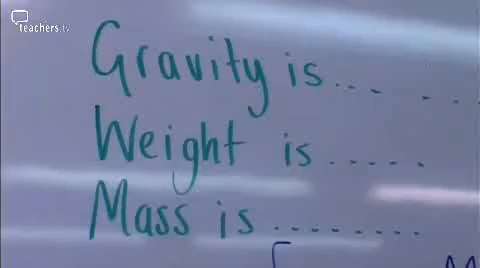 teachers.tv
Gravity is... ...
Weight is .....
Mass is ........